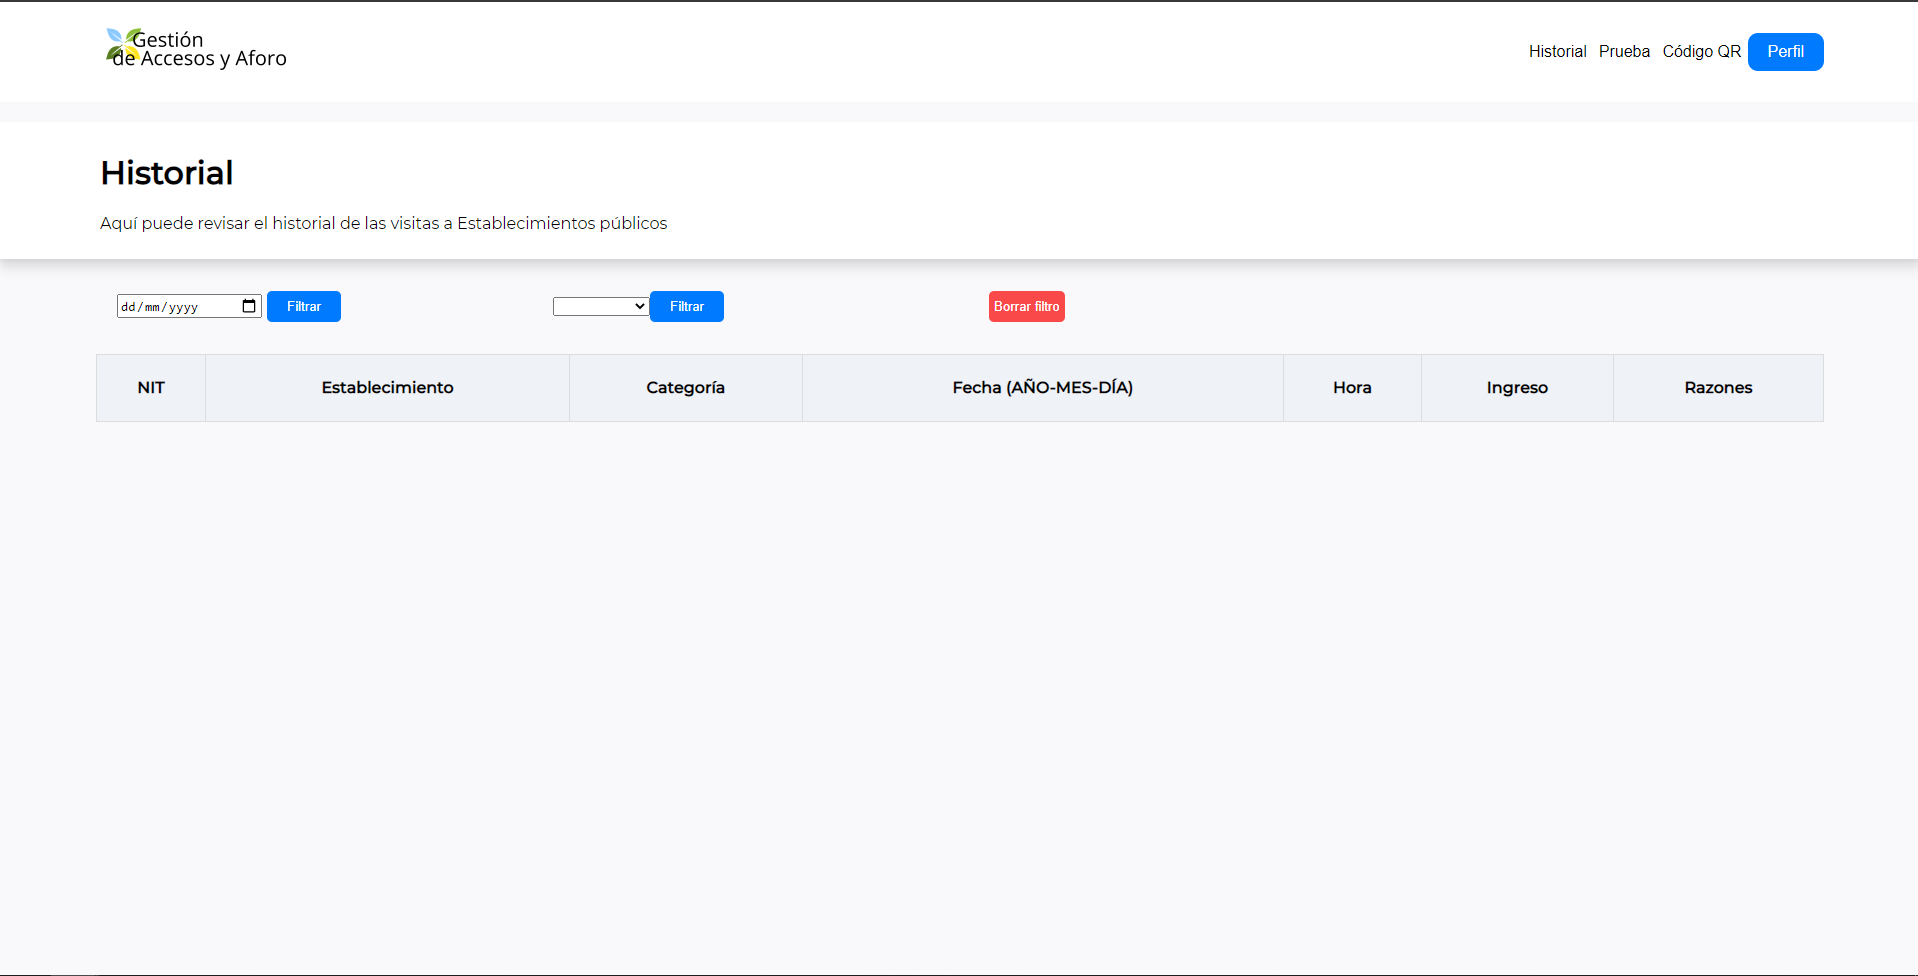 Gestión
de Accesos y Aforo
Historial Prueba Código QR Perfil
Historial
Aquí puede revisar el historial de las visitas a Establecimientos públicos
dd/mm/yyyy Filtrar Filtrar Borrar filtro
NIT Establecimiento Categoría Fecha (AÑO-MES-DÍA) Hora Ingreso Razones